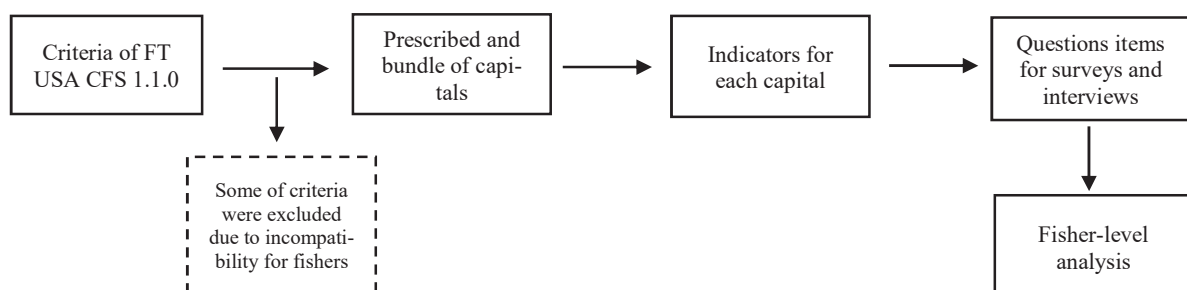 Criteria of FT
USA CFS 1.1.0
Prescribed and
bundle of capi-
tals
Indicators for
each capital
Questions items
for surveys and
interviews
Some of criteria
were excluded
due to incompati-
bility for fishers
Fisher-level
analysis